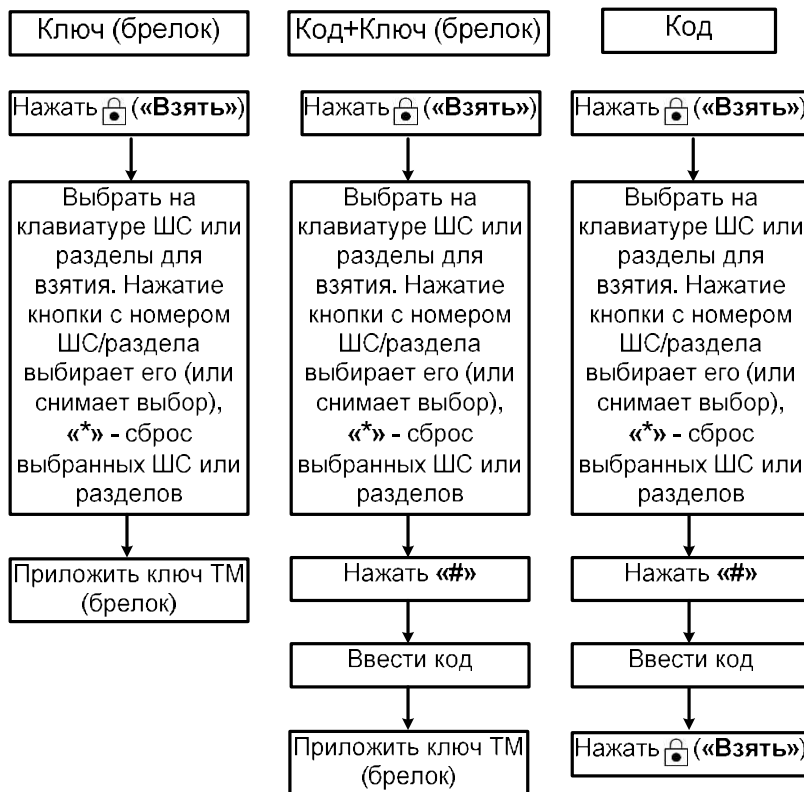 Ключ (брелок)
Нажать («Взять»)
Выбрать на
клавиатуре ШС или
разделы для
взятия. Нажатие
кнопки с номером
ШС/раздела
выбирает его (или
снимает выбор),
«*» - сброс
выбранных ШС или
разделов
Приложить ключ ТМ
(брелок)
Код+Ключ (брелок)
Нажать («Взять»)
Выбрать на
клавиатуре ШС или
разделы для
взятия. Нажатие
кнопки с номером
ШС/раздела
выбирает его (или
снимает выбор),
«*» - сброс
выбранных ШС или
разделов
Нажать «#»
Ввести код
Приложить ключ ТМ
(брелок)
Код
Нажать («Взять»)
Выбрать на
клавиатуре ШС или
разделы для
взятия. Нажатие
кнопки с номером
ШС/раздела
выбирает его (или
снимает выбор),
«*» - сброс
выбранных ШС или
разделов
Нажать «#»
Ввести код
Нажать («Взять»)